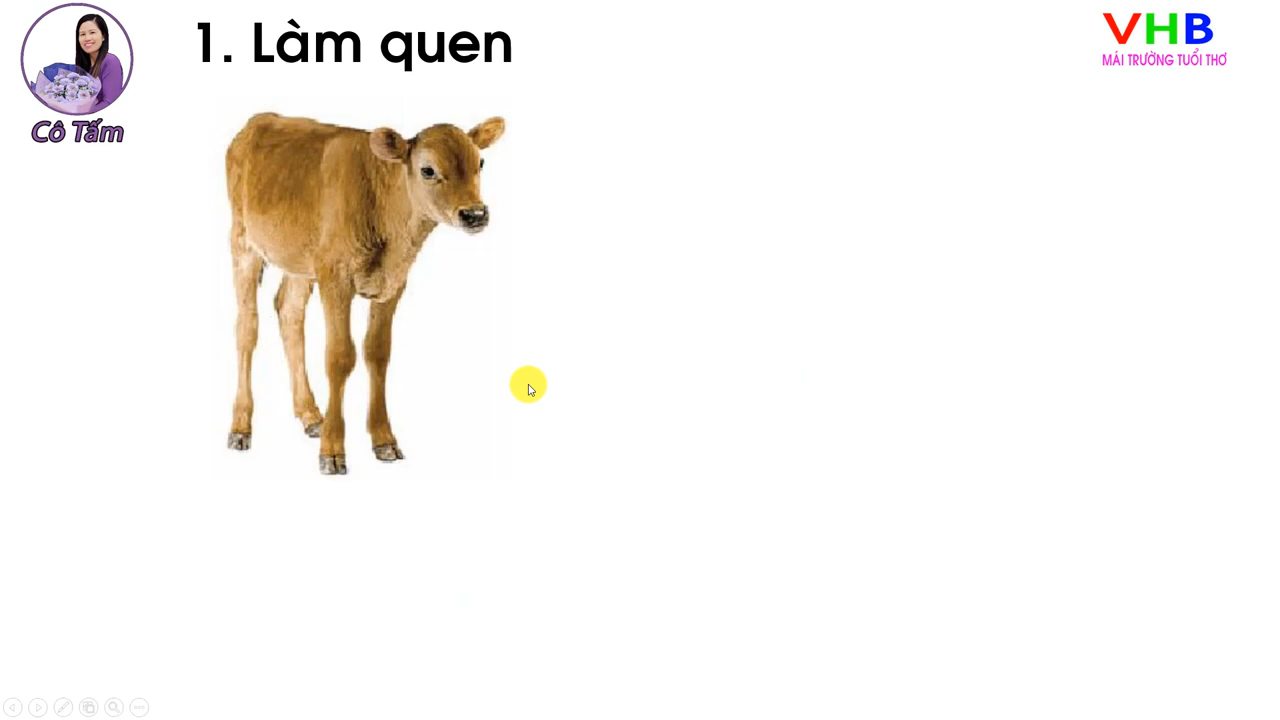 1. Làm quen
VHB
MÁI TRƯỜNG TUỔI THƠ
Cô Tấm